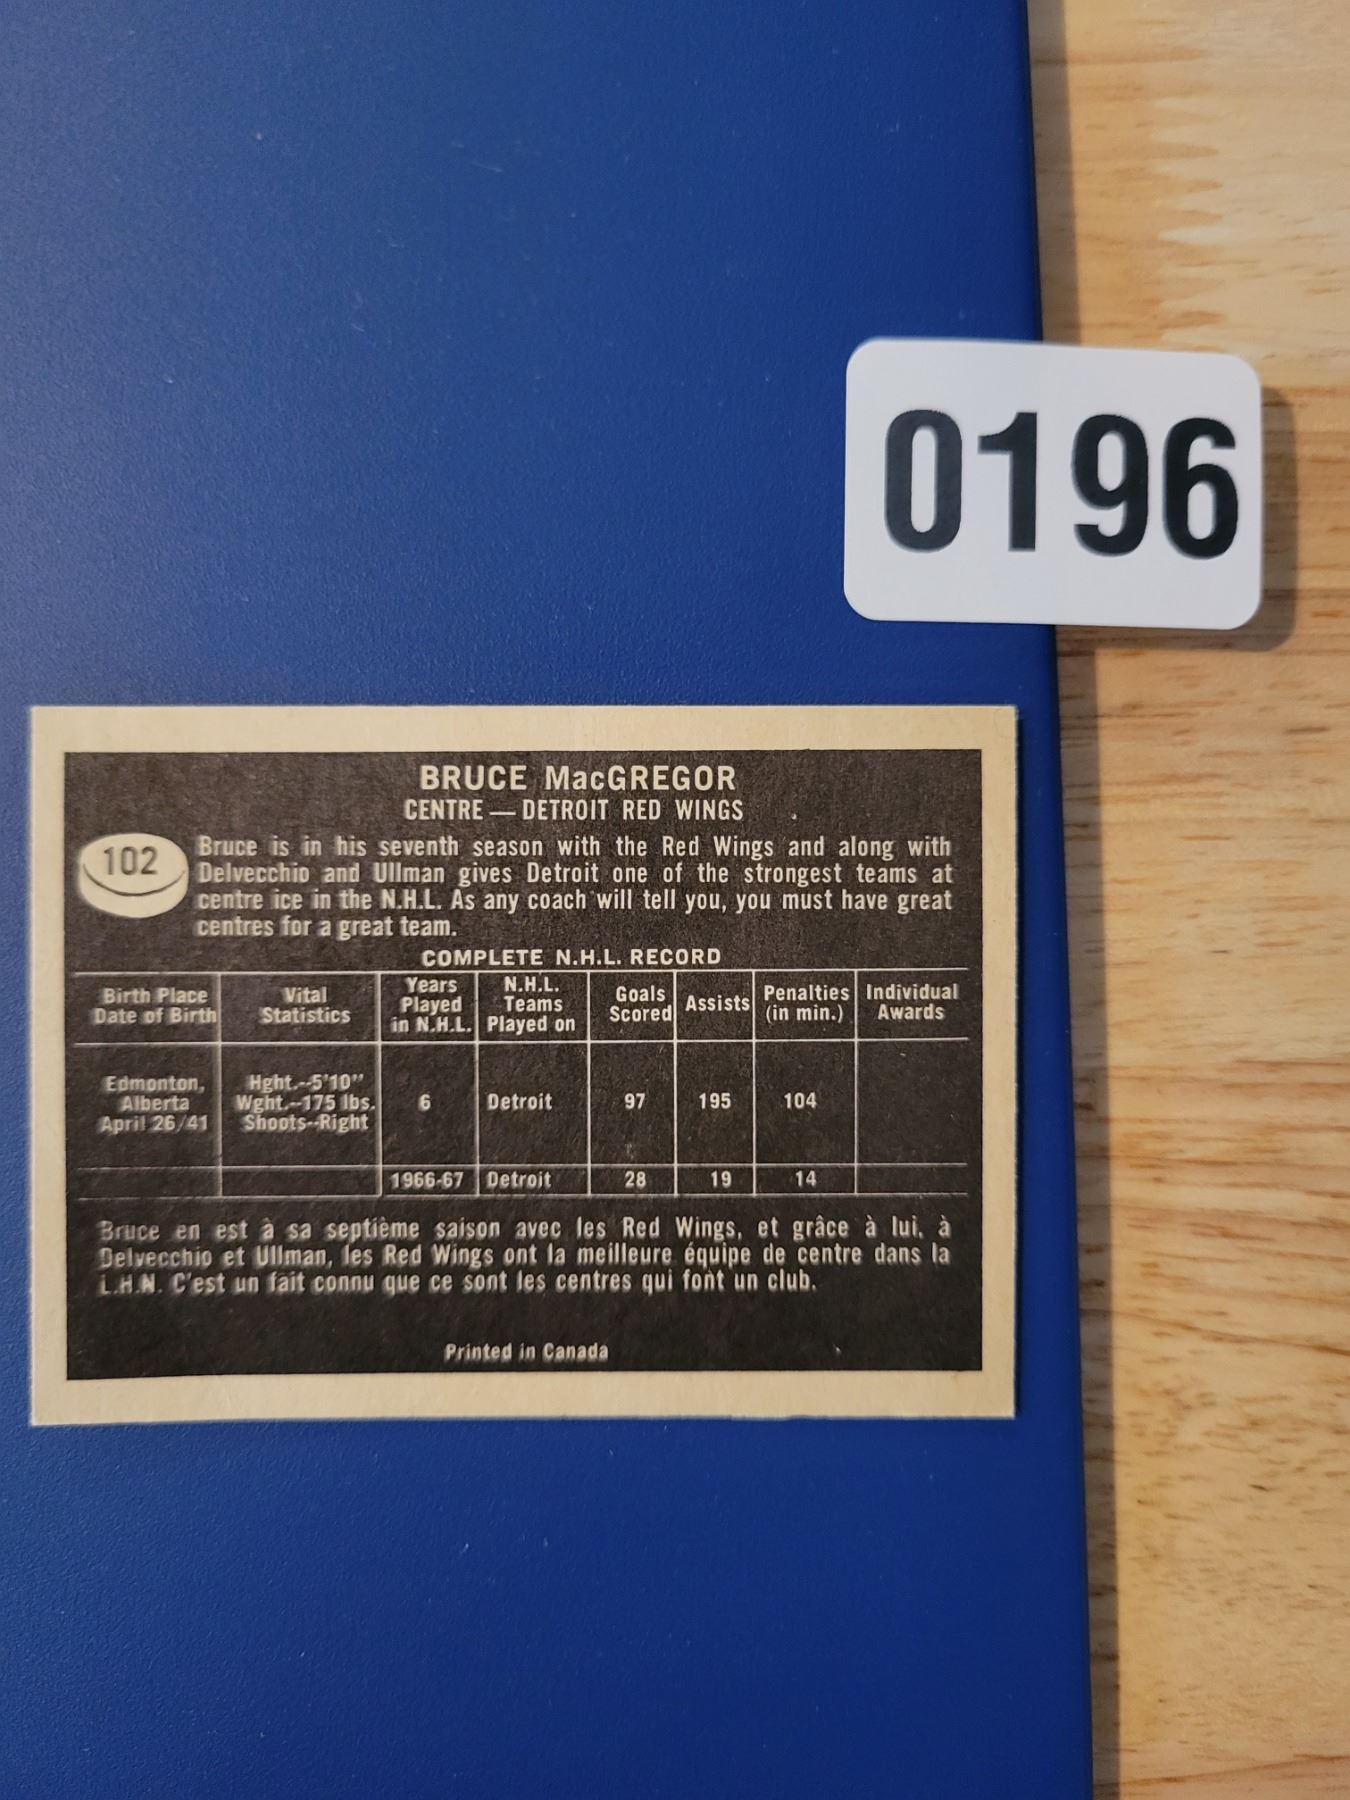 0196
BRUCE MacGREGOR
CENTRE — DETROIT RED WINGS
102
Bruce is in his seventh season with the Red Wings and along with
Delvecchio and Ullman gives Detroit one of the strongest teams at
centre ice in the N.H.L. As any coach will tell you, you must have great
centres for a great team.
COMPLETE N.H.L. RECORD
Birth Place
Date of Birth
Vital
Statistics
Years
Played
in N.H.L.
N.H.L.
Teams
Played on
Goals
Scored
Assists
Penalties
(in min.)
Individual
Awards
Edmonton,
Alberta
April 26/41
Hght.--5'10"
Wght.--175 lbs.
Shoots--Right
6
Detroit
97
195
104
1966-67
Detroit
28
19
14
Bruce en est à sa septième saison avec les Red Wings, et grâce à lui, à
Delvecchio et Ullman, les Red Wings ont la meilleure équipe de centre dans la
L.H.N. C'est un fait connu que ce sont les centres qui font un club.
Printed in Canada